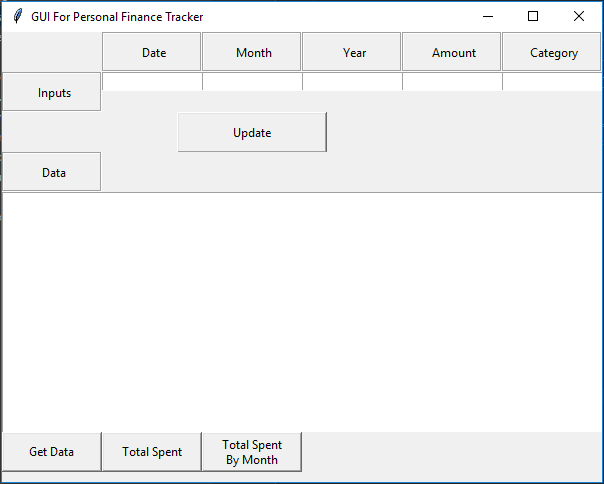 GUI For Personal Finance Tracker
Date Month Year Amount Category
Inputs
Update
Data
Get Data Total Spent Total Spent
By Month